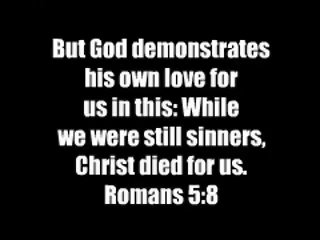 But God demonstrates
his own love for
us in this: While
we were still sinners,
Christ died for us.
Romans 5:8